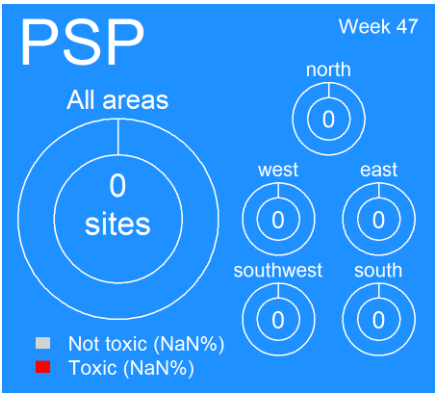 PSP
Week 47
All areas
0
sites
north
0
west
0
east
0
southwest
0
south
0
Not toxic (NaN%)
Toxic (NaN%)